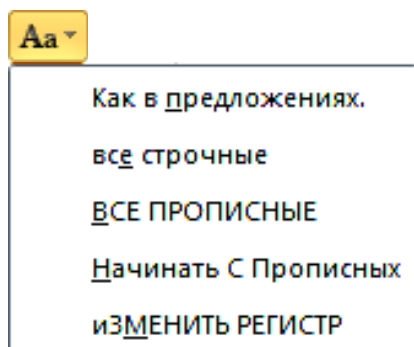 Aa
Как в предложениях.
все строчные
ВСЕ ПРОПИСНЫЕ
Начинать С Прописных
иЗМЕНИТЬ РЕГИСТР